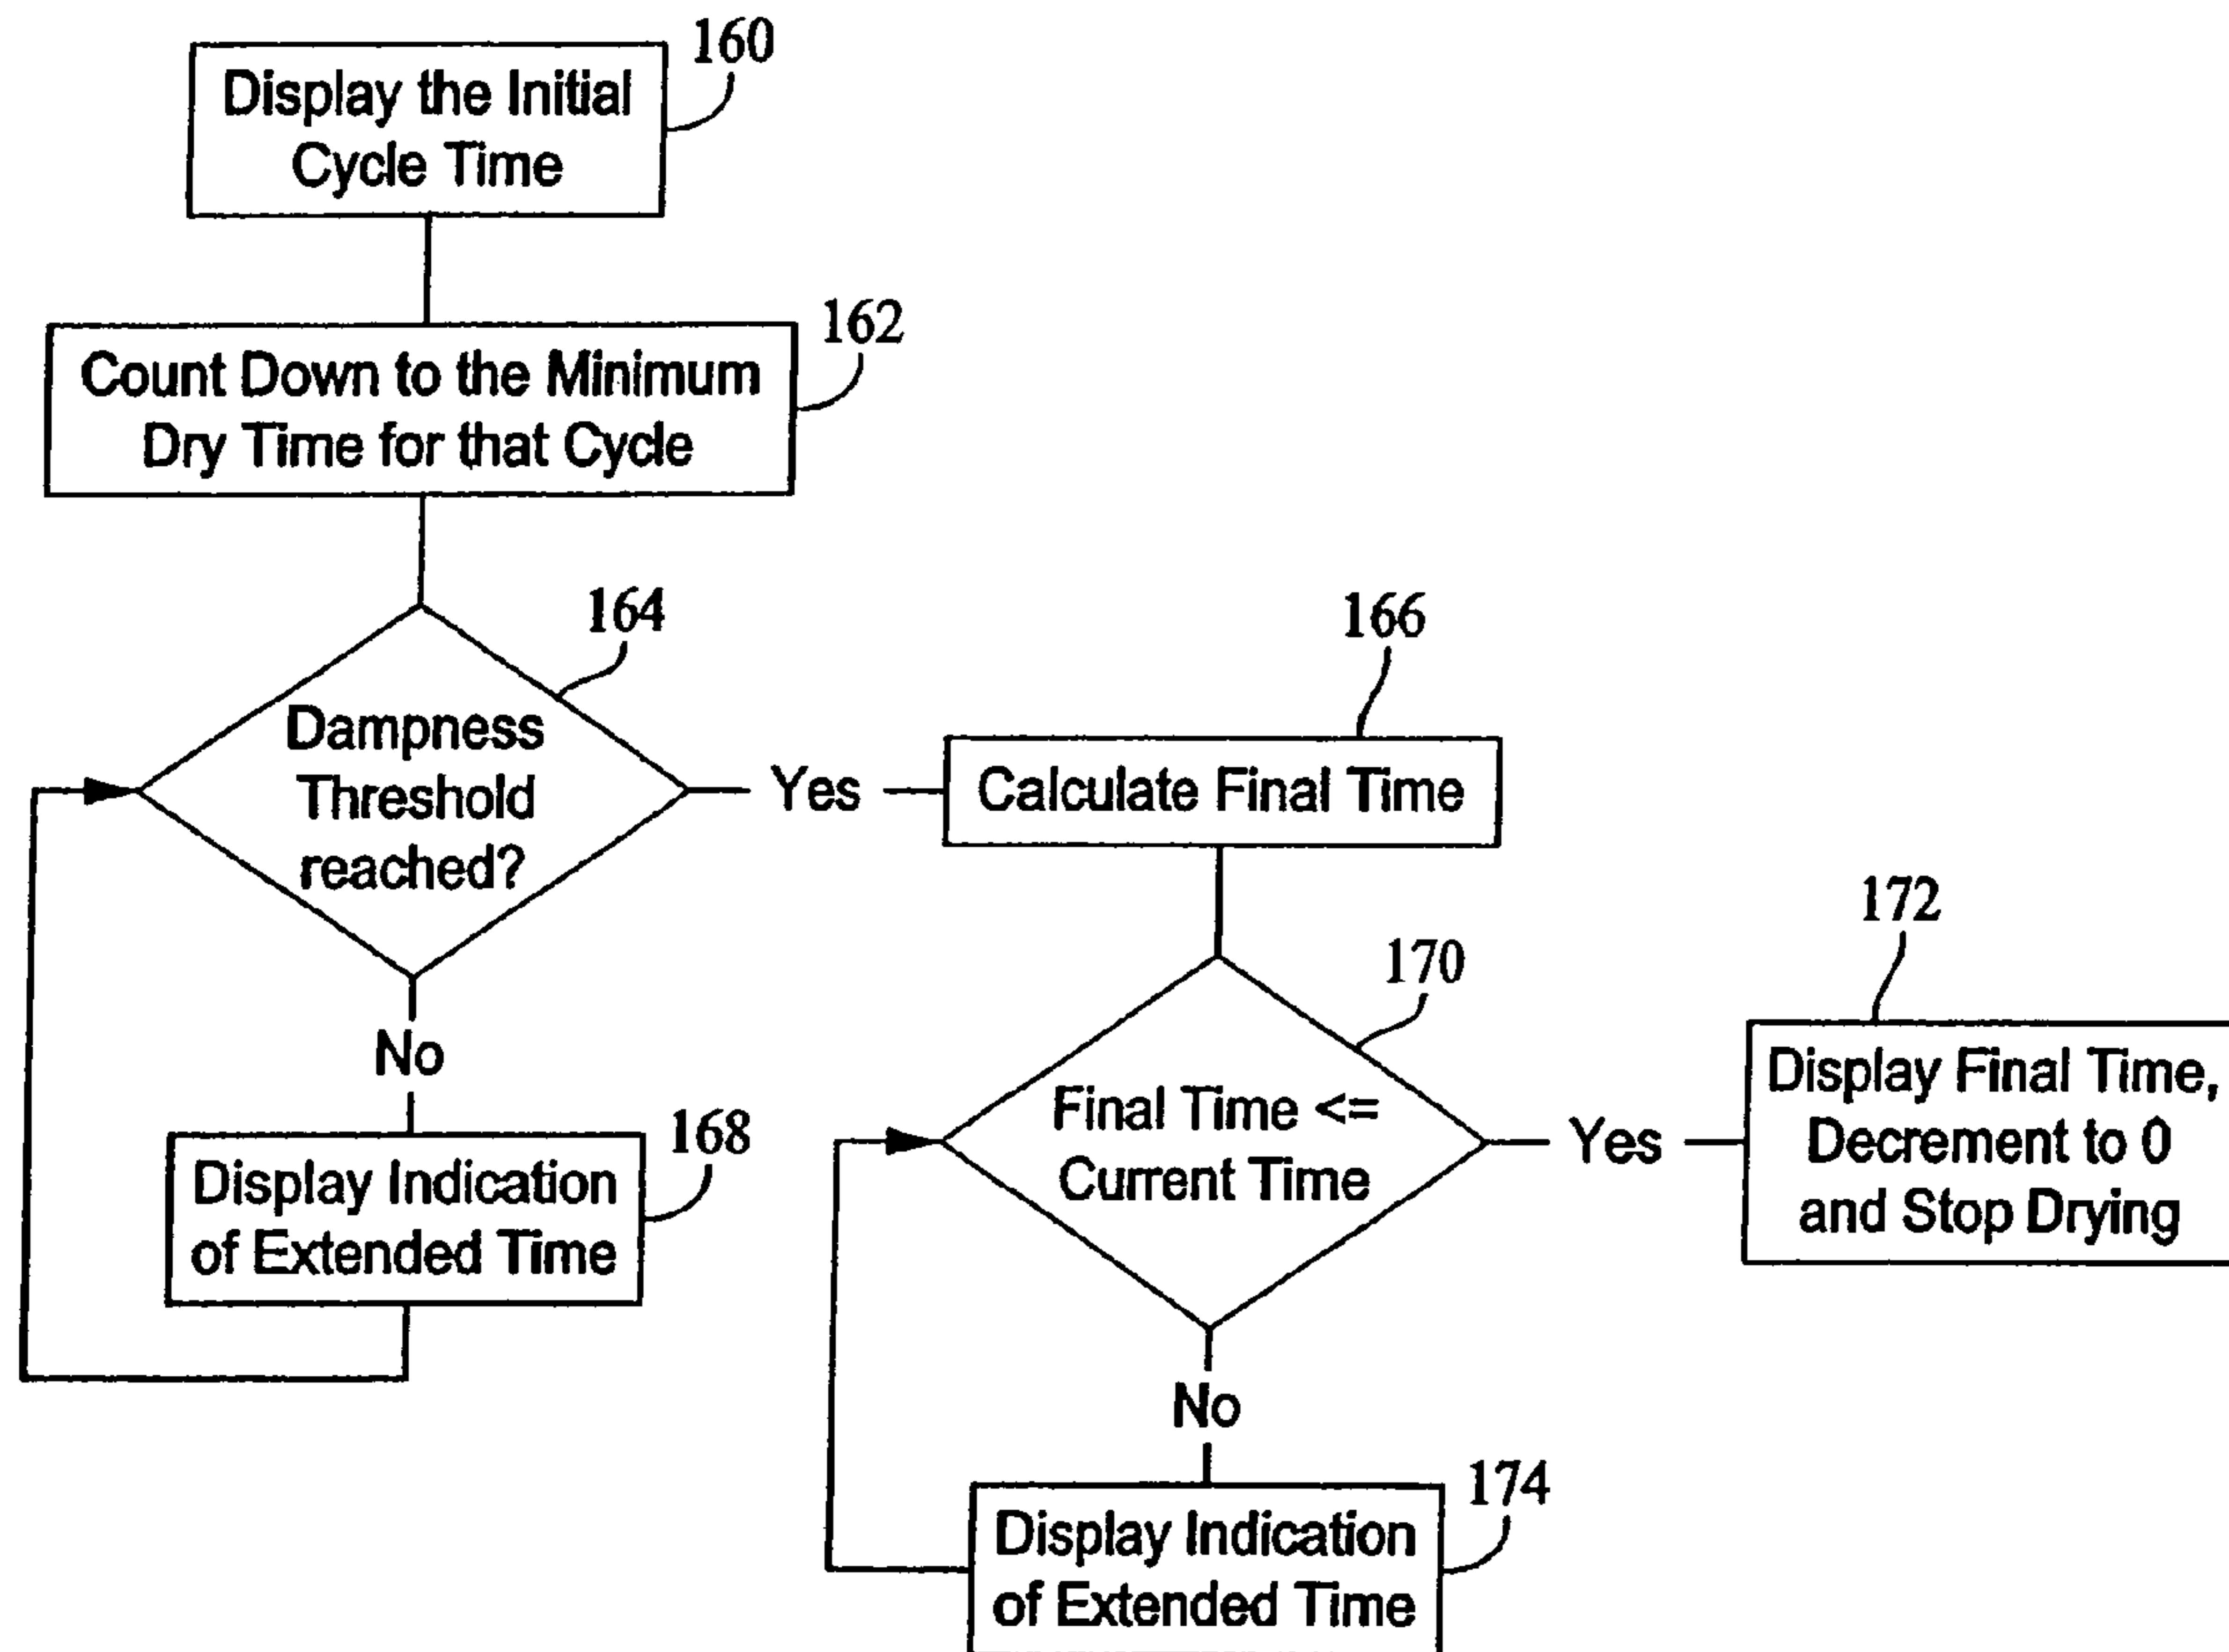 160
Display the Initial
Cycle Time
162
Count Down to the Minimum
Dry Time for that Cycle
164
Dampness
Threshold
reached?
Yes
166
Calculate Final Time
No
168
Display Indication
of Extended Time
170
Final Time <=
Current Time
Yes
172
Display Final Time,
Decrement to 0
and Stop Drying
No
174
Display Indication
of Extended Time